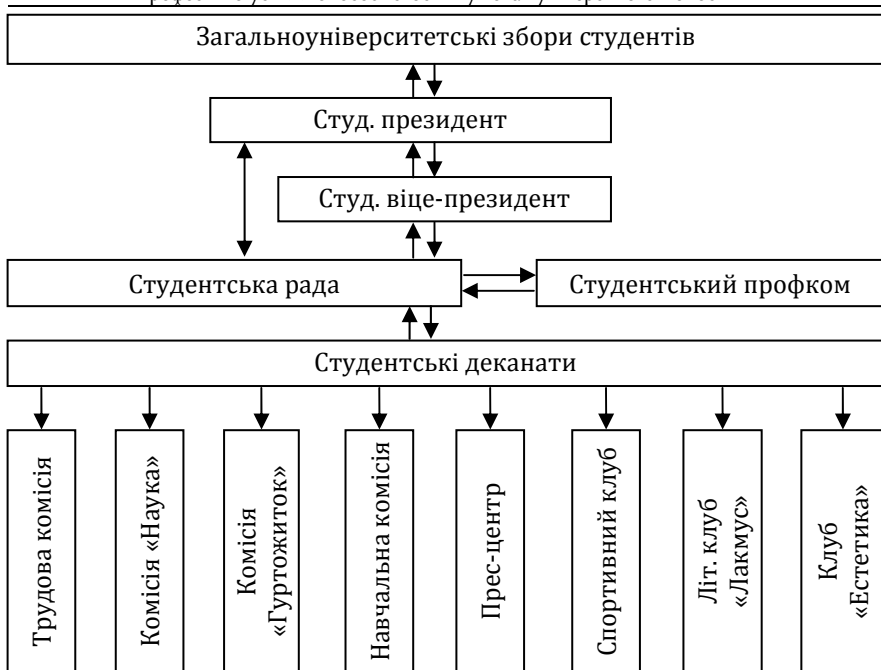 Загальноуніверситетські збори студентів
Студ. президент
Студ. віце-президент
Студентська рада
Студентський профком
Студентські деканати
Трудова комісія
Комісія «Наука»
Комісія
«Гуртожиток»
Навчальна комісія
Прес-центр
Спортивний клуб
Літ. клуб
«Лакмус»
Клуб
«Естетика»